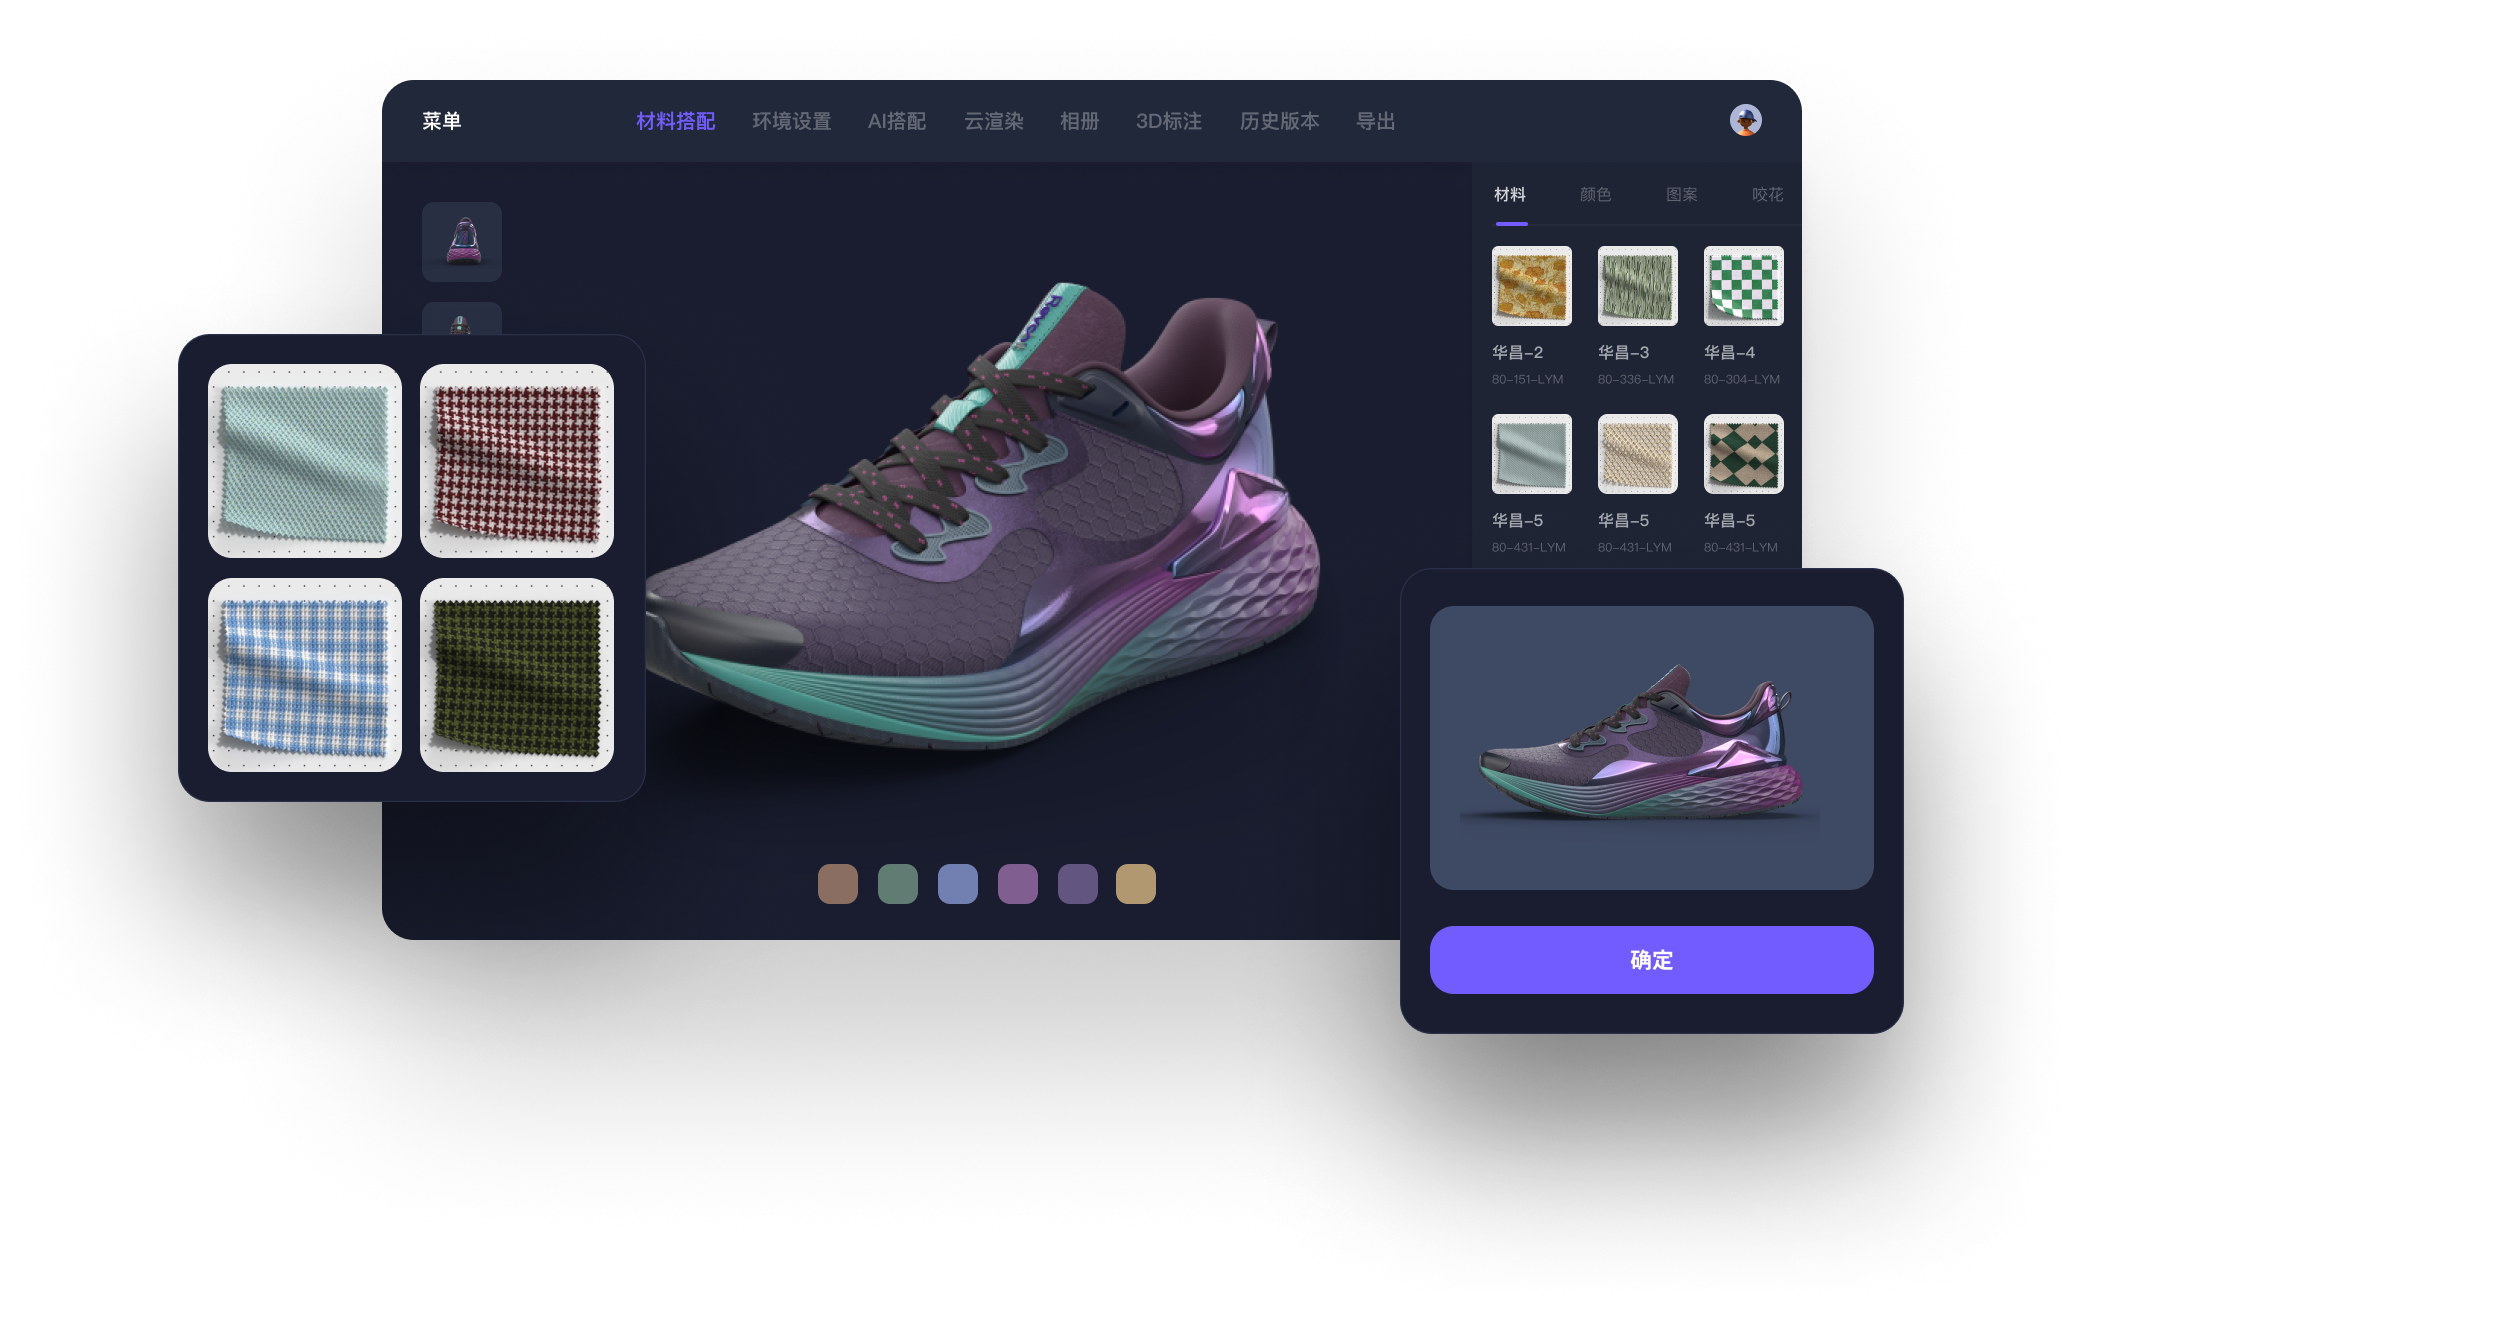 菜单
材料搭配 环境设置 AI搭配 云渲染 相册 3D标注 历史版本 导出
材料 颜色 图案 咬花
华昌-2 华昌-3 华昌-4
80-151-LYM 80-336-LYM 80-304-LYM
华昌-5 华昌-5 华昌-5
80-431-LYM 80-431-LYM 80-431-LYM
确定